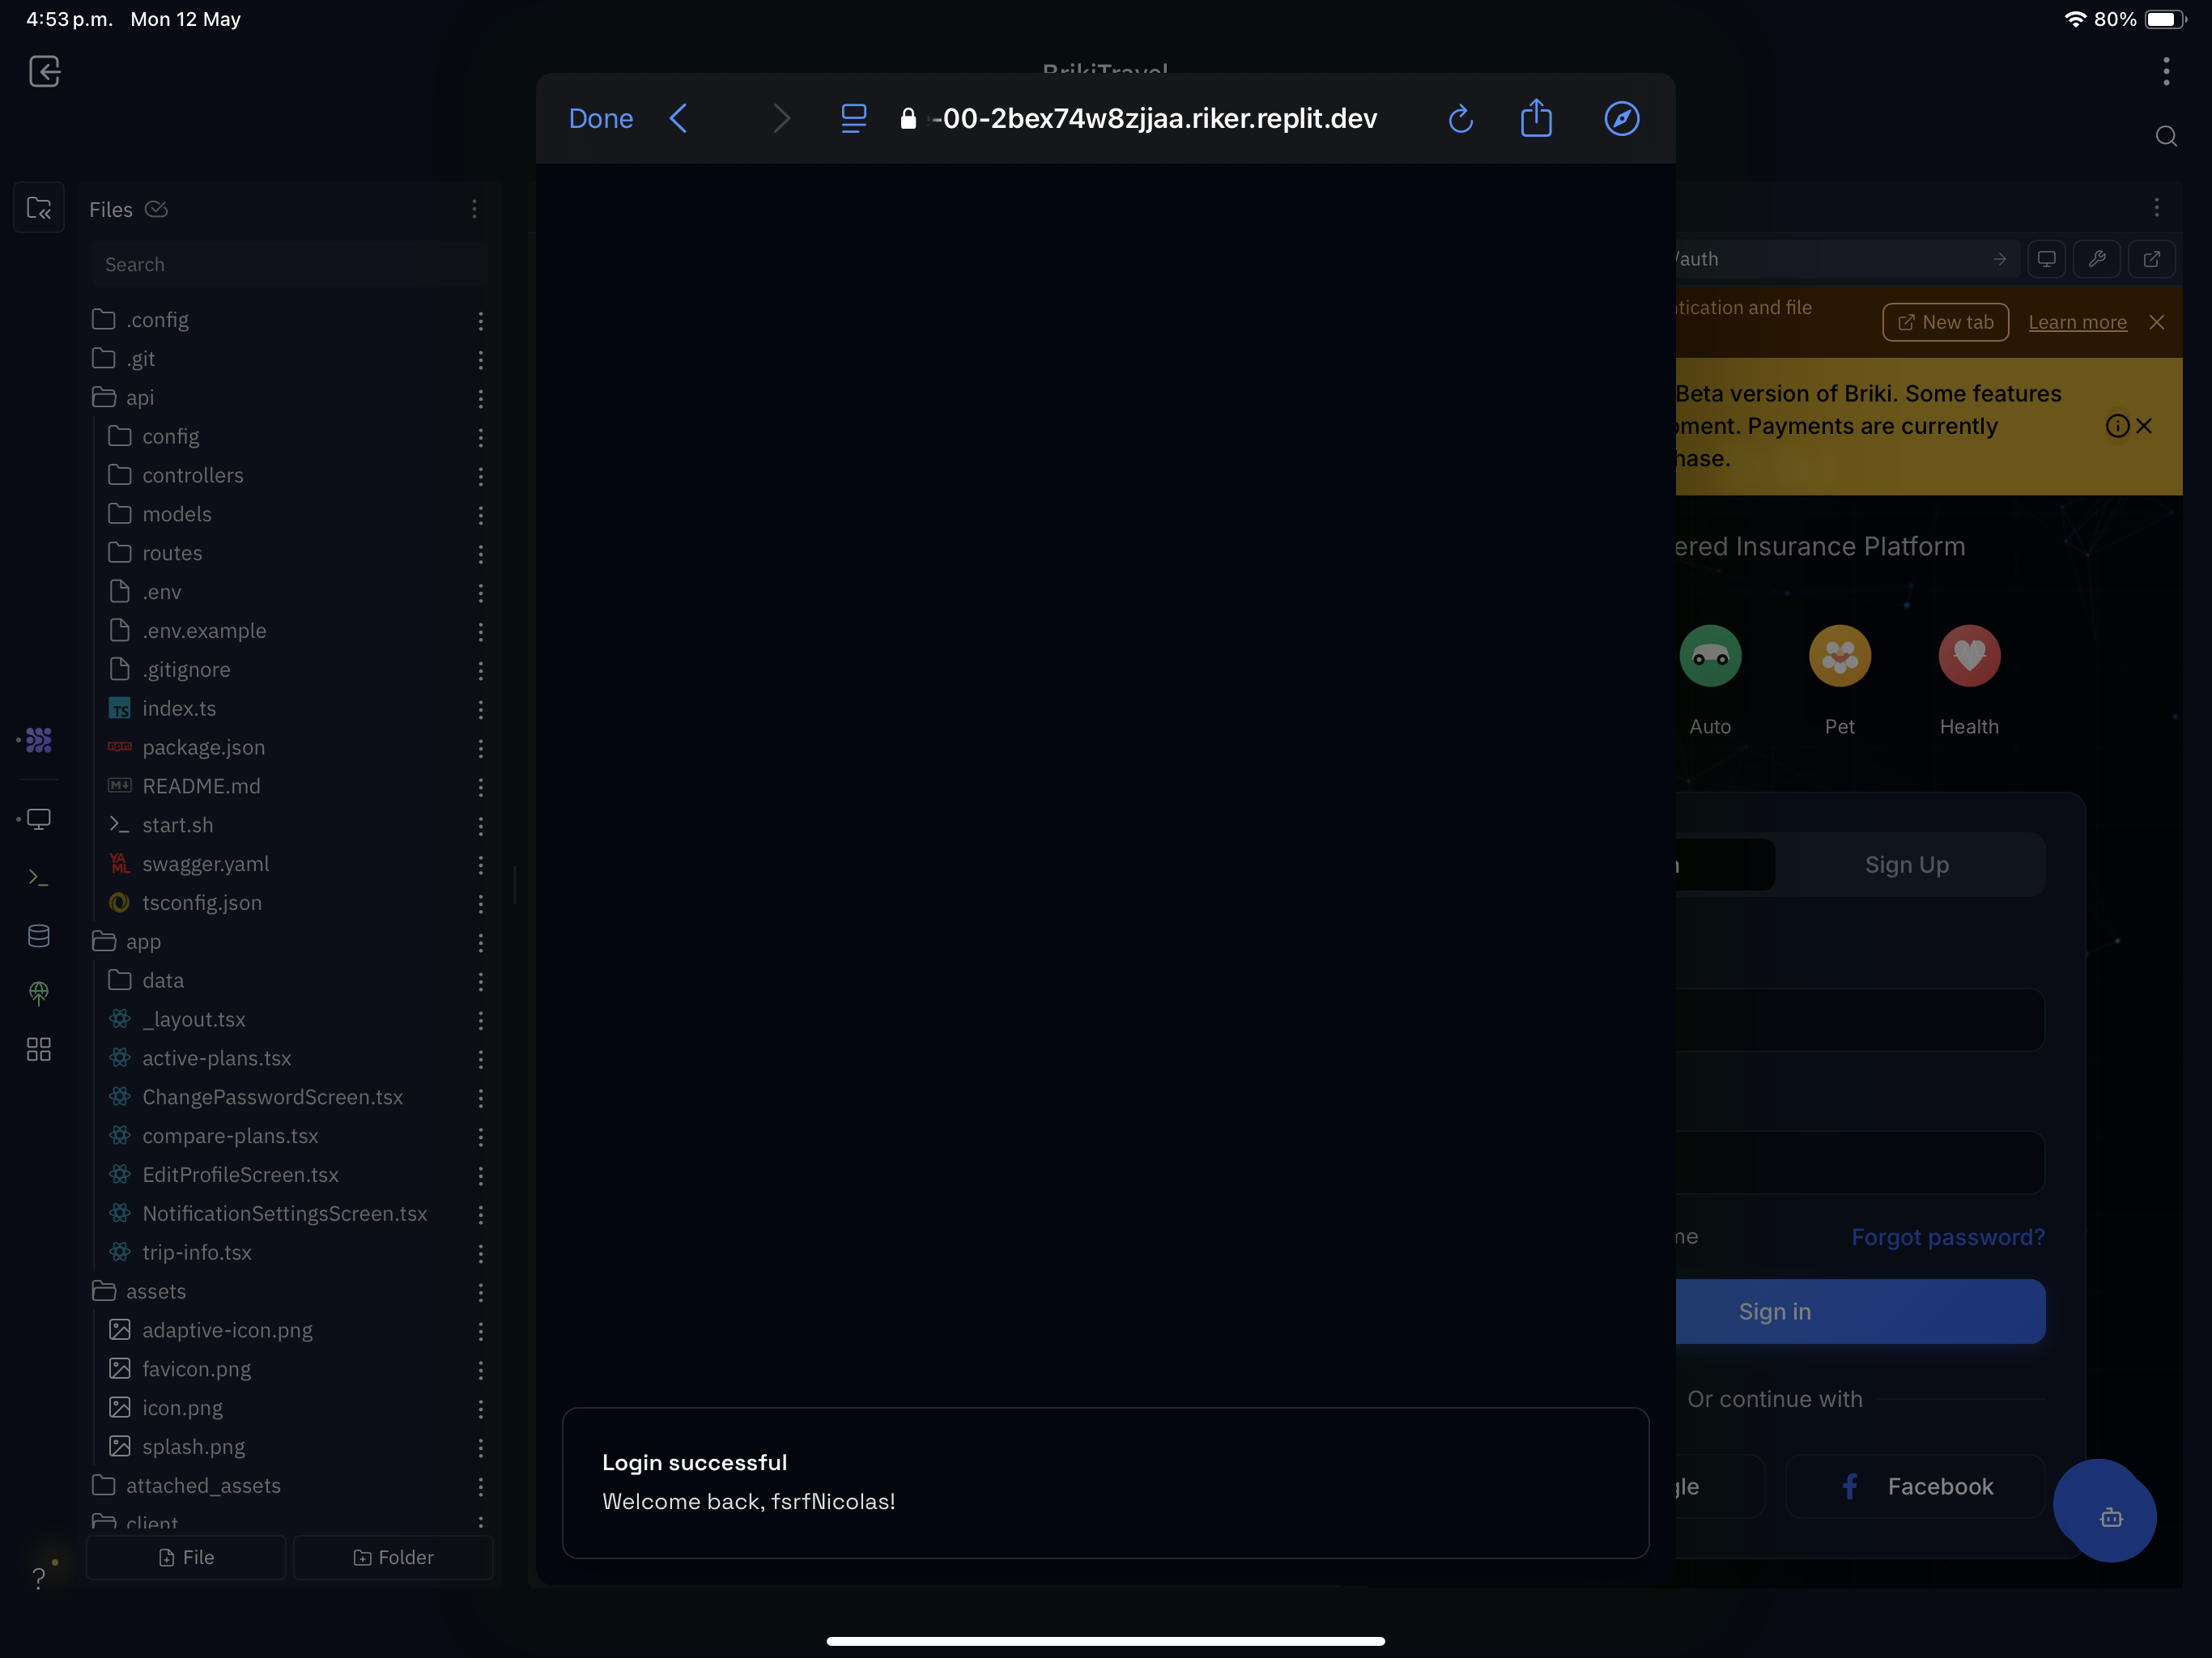 4:53 p.m. Mon 12 May
80%
BrikiTravel
Done
-00-2bex74w8zjjaa.riker.replit.dev
Files
Search
.config
.git
api
config
controllers
models
routes
.env
.env.example
.gitignore
TS index.ts
npm package.json
M README.md
>_ start.sh
YAML swagger.yaml
tsconfig.json
app
data
_layout.tsx
active-plans.tsx
ChangePasswordScreen.tsx
compare-plans.tsx
EditProfileScreen.tsx
NotificationSettingsScreen.tsx
trip-info.tsx
assets
adaptive-icon.png
favicon.png
icon.png
splash.png
attached_assets
client
File
Folder
?
Login successful
Welcome back, fsrfNicolas!
/auth
tication and file
New tab
Learn more
Beta version of Briki. Some features
ment. Payments are currently
hase.
ered Insurance Platform
Auto
Pet
Health
Sign Up
me
Forgot password?
Sign in
Or continue with
gle
Facebook